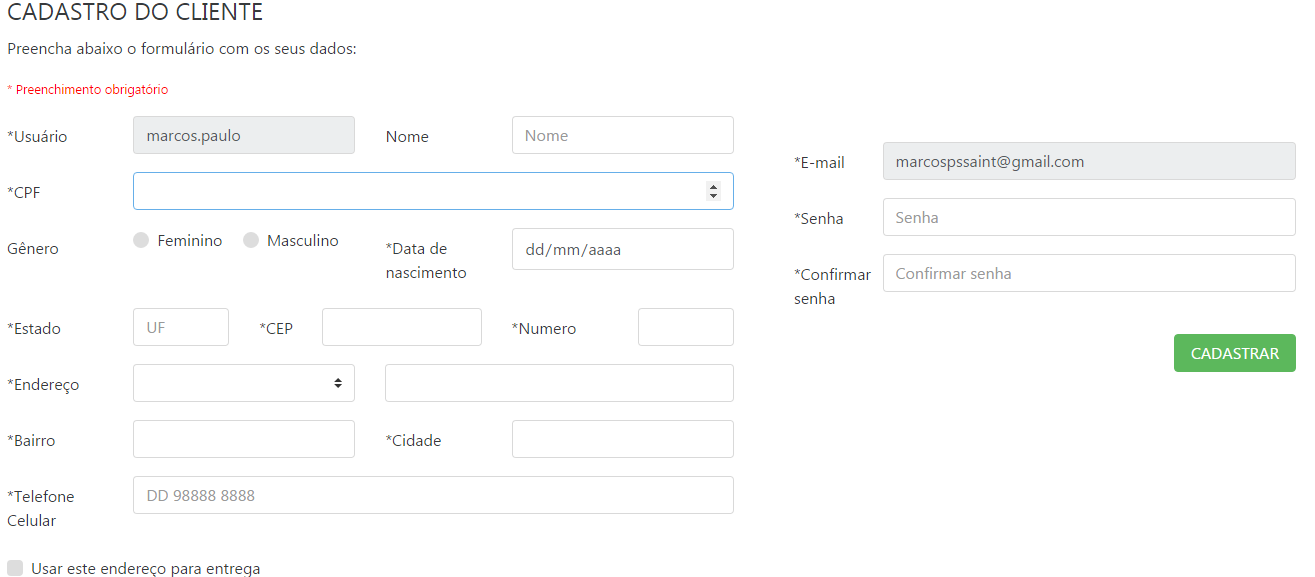 CADASTRO DO CLIENTE
Preencha abaixo o formulário com os seus dados:
* Preenchimento obrigatório
*Usuário marcos.paulo Nome Nome
*CPF
Gênero Feminino Masculino *Data de
nascimento dd/mm/aaaa
*Estado UF *CEP *Numero
*Endereço
*Bairro *Cidade
*Telefone
Celular DD 98888 8888
Usar este endereço para entrega
*E-mail marcospssaint@gmail.com
*Senha Senha
*Confirmar
senha Confirmar senha
CADASTRAR